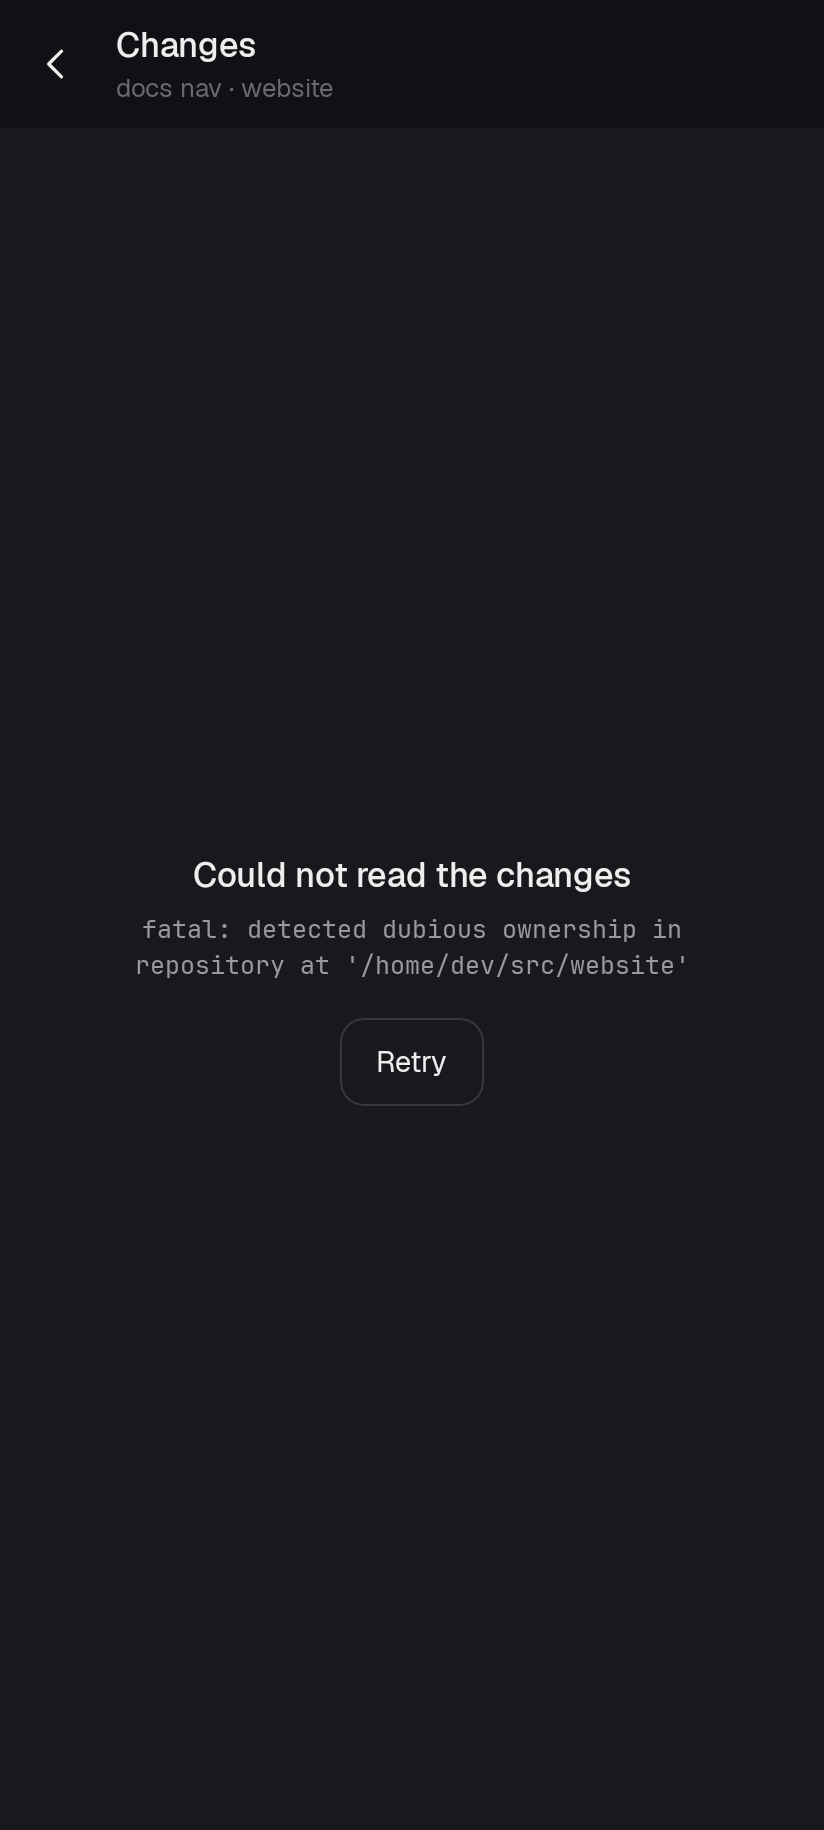 Changes
docs nav · website
Could not read the changes
fatal: detected dubious ownership in
repository at '/home/dev/src/website'
Retry